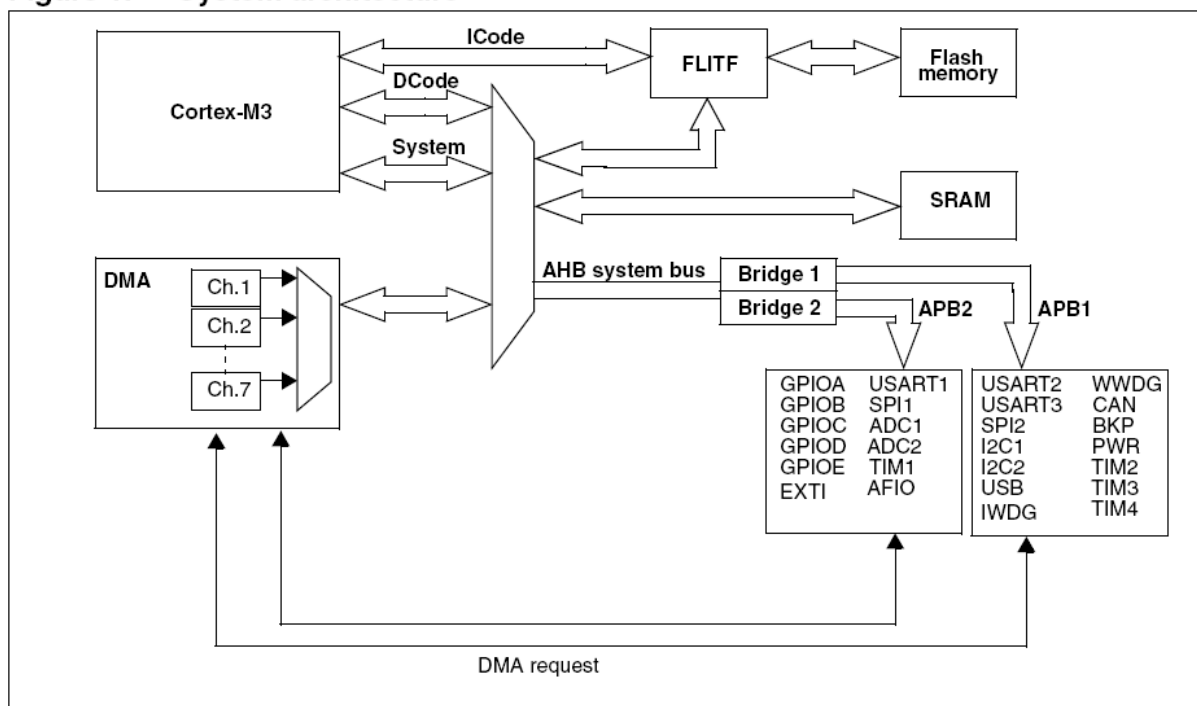 ICode
FLITF
Flash
memory
DCode
Cortex-M3
System
SRAM
DMA
Ch.1
Ch.2
Ch.7
AHB system bus
Bridge 1
Bridge 2
APB2
APB1
GPIOA USART1
GPIOB SPI1
GPIOC ADC1
GPIOD ADC2
GPIOE TIM1
EXTI AFIO
USART2 WWDG
USART3 CAN
SPI2 BKP
I2C1 PWR
I2C2 TIM2
USB TIM3
IWDG TIM4
DMA request